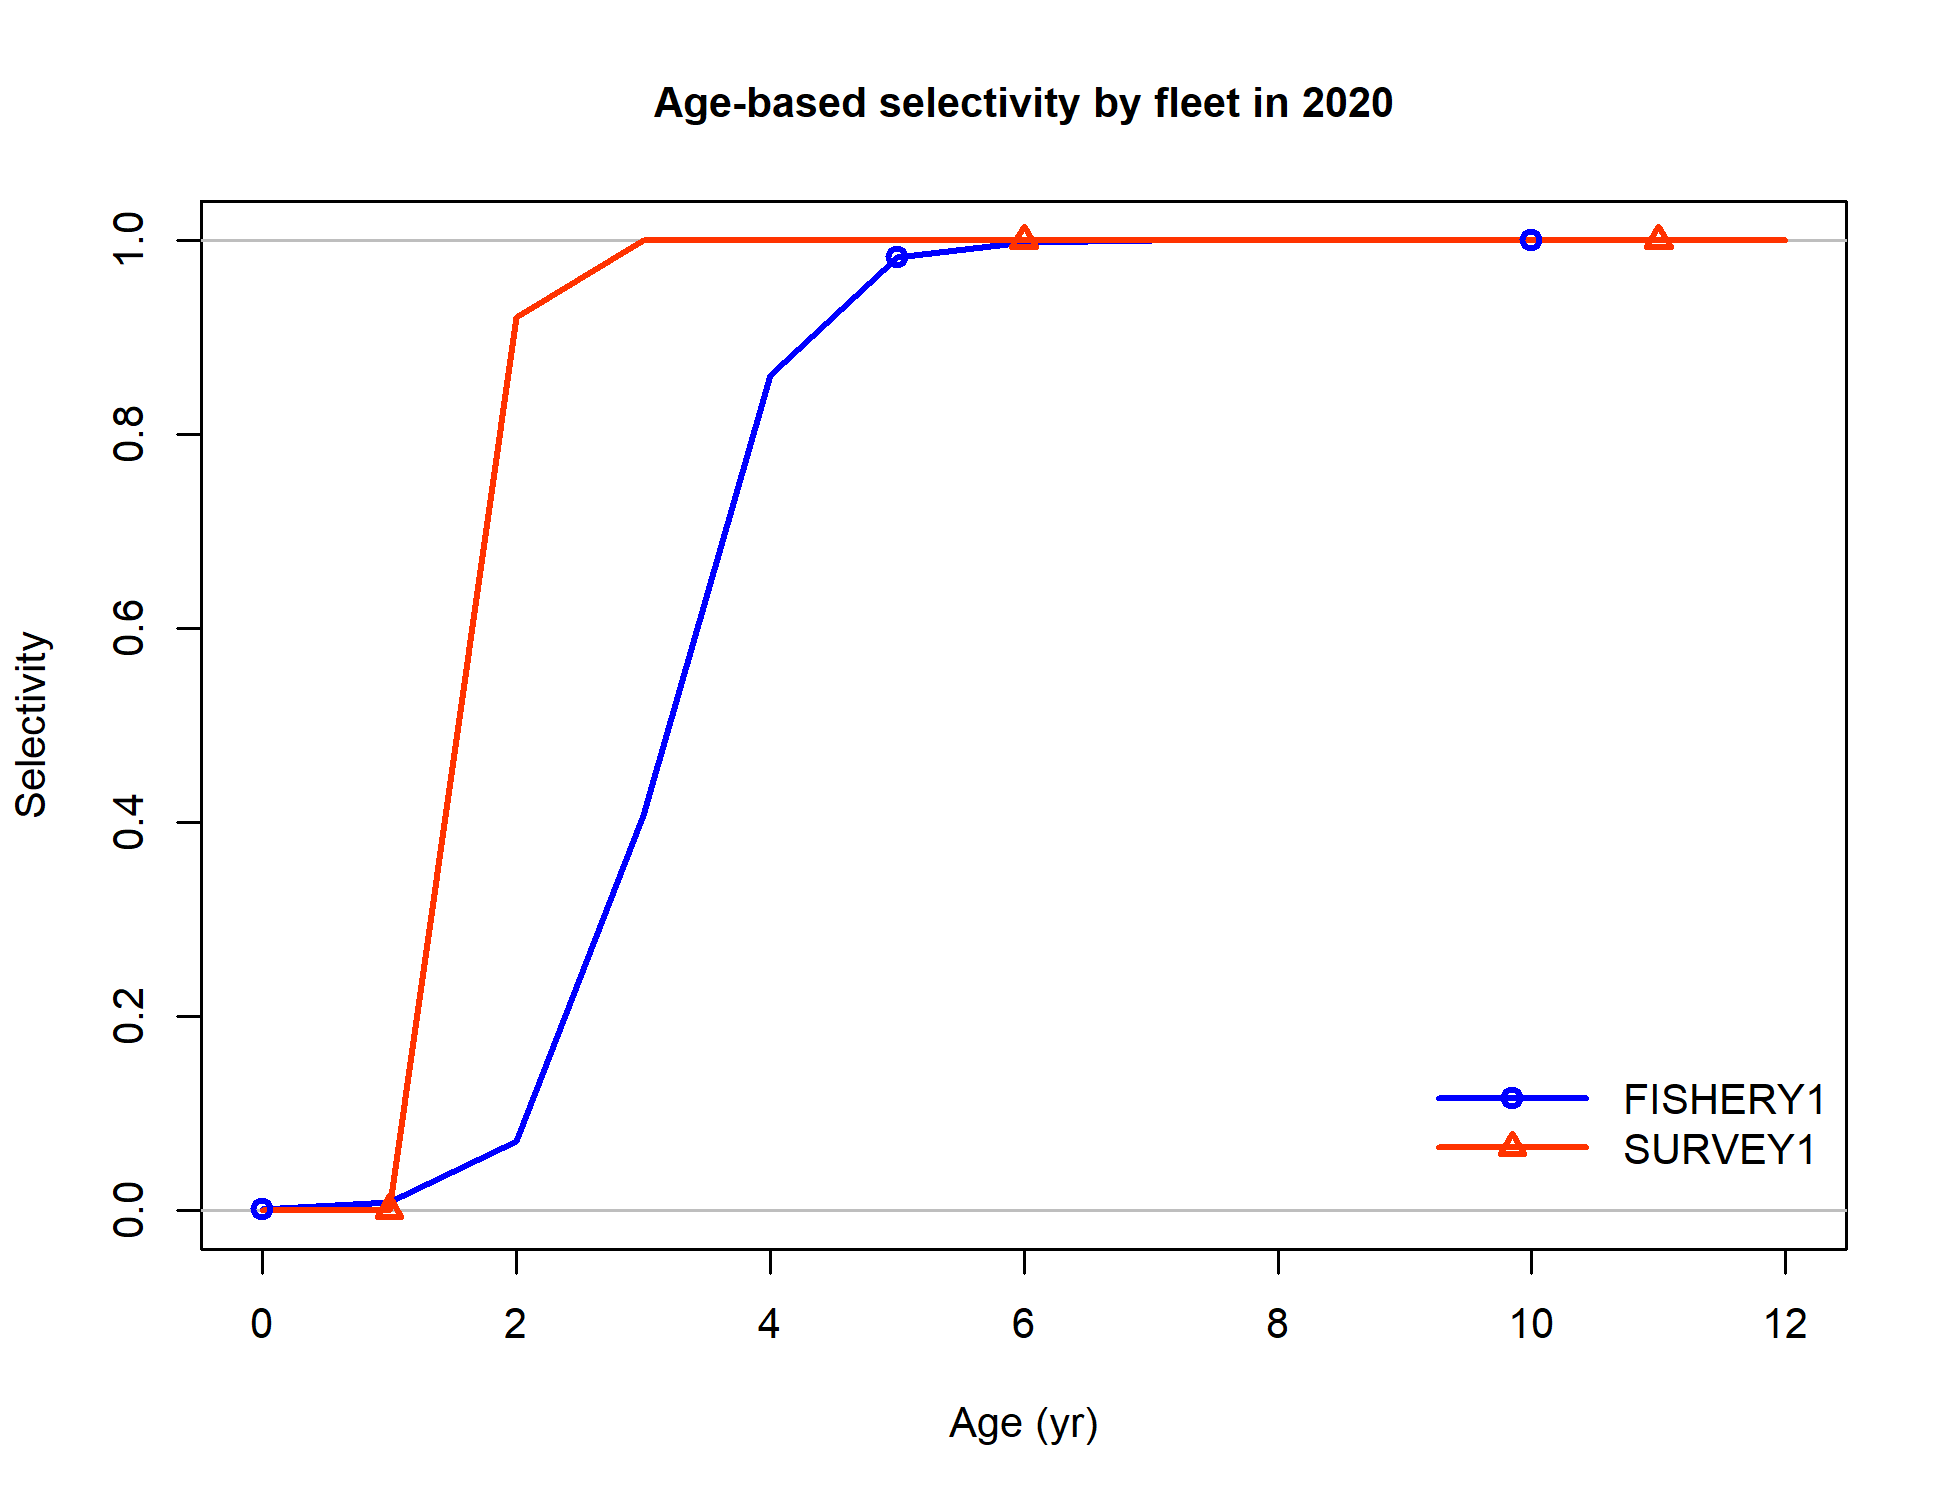 Age-based selectivity by fleet in 2020
1.0
0.8
0.6
0.4
0.2
0.0
Selectivity
FISHERY1
SURVEY1
0 2 4 6 8 10 12
Age (yr)